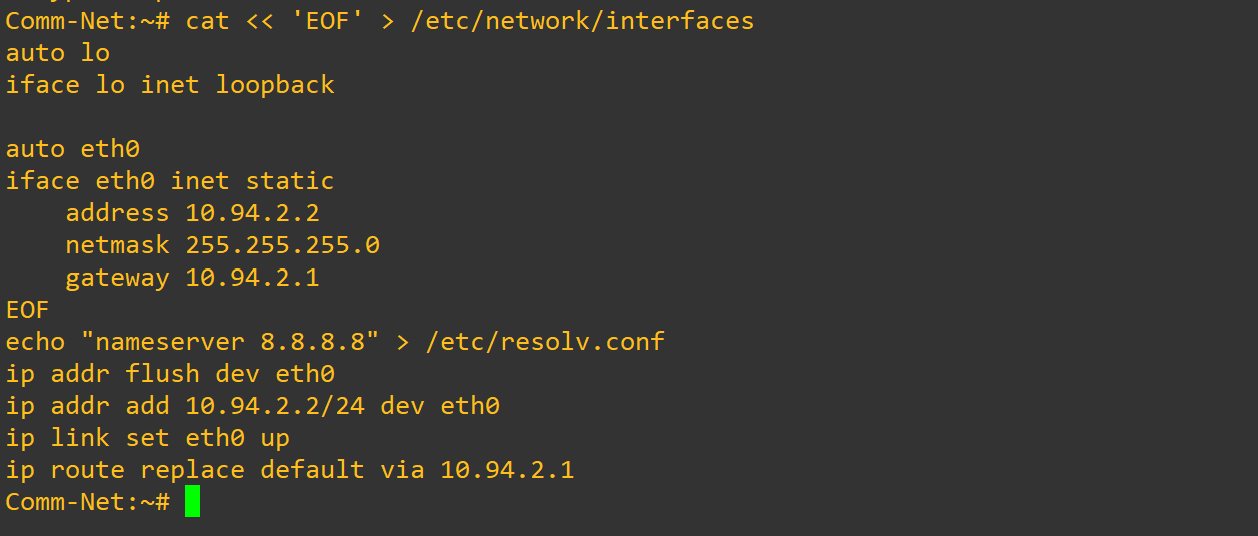 Comm-Net:~# cat << 'EOF' > /etc/network/interfaces
auto lo
iface lo inet loopback

auto eth0
iface eth0 inet static
    address 10.94.2.2
    netmask 255.255.255.0
    gateway 10.94.2.1
EOF
echo "nameserver 8.8.8.8" > /etc/resolv.conf
ip addr flush dev eth0
ip addr add 10.94.2.2/24 dev eth0
ip link set eth0 up
ip route replace default via 10.94.2.1
Comm-Net:~#